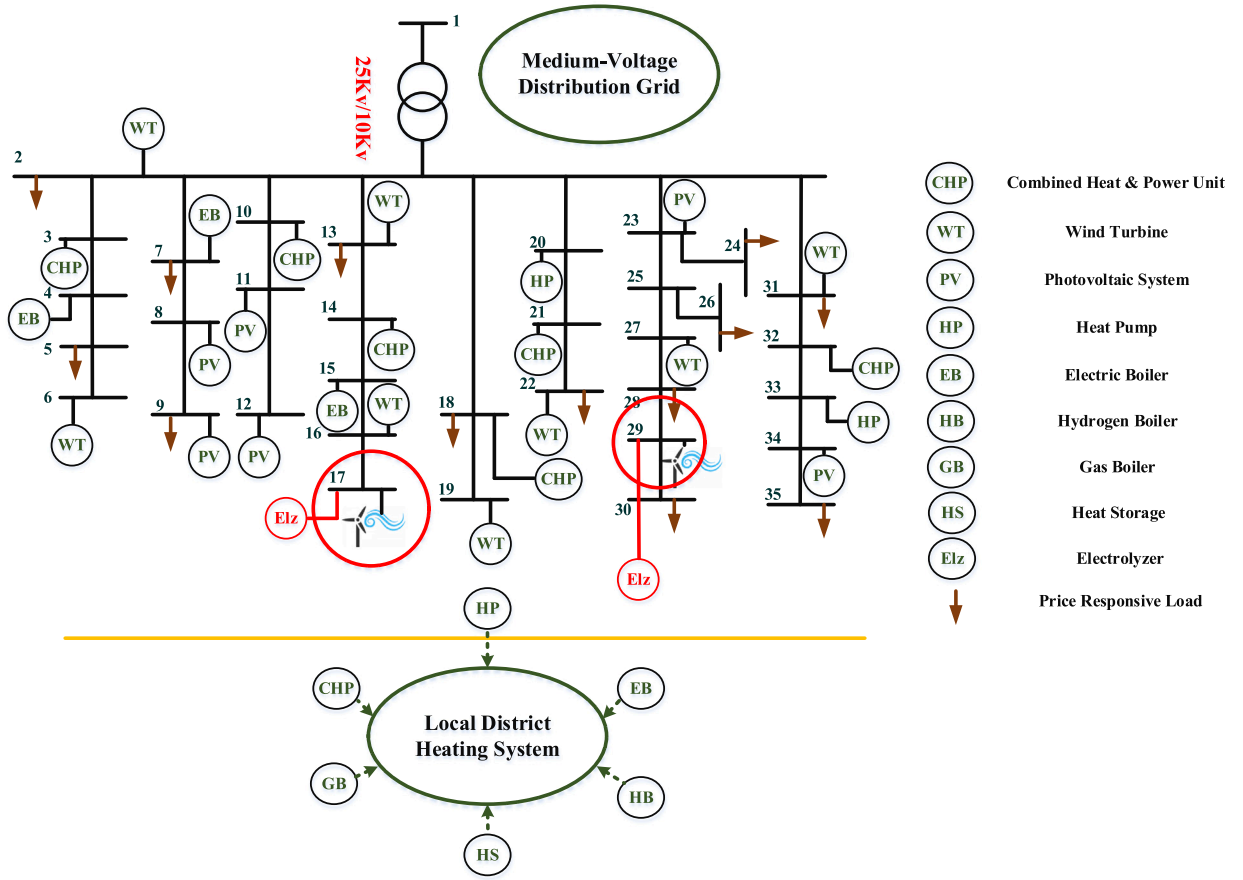 1
Medium-Voltage
Distribution Grid
25Kv/10Kv
WT
2
3
CHP
4
EB
5
6
WT
EB
7
8
PV
9
PV
10
CHP
11
PV
12
PV
WT
13
14
CHP
15
EB
WT
16
17
Elz
18
CHP
19
WT
20
HP
21
CHP
22
WT
PV
23
24
25
26
27
WT
28
29
30
Elz
WT
31
32
CHP
33
HP
34
PV
35
CHP Combined Heat & Power Unit
WT Wind Turbine
PV Photovoltaic System
HP Heat Pump
EB Electric Boiler
HB Hydrogen Boiler
GB Gas Boiler
HS Heat Storage
Elz Electrolyzer
Price Responsive Load
HP
CHP
EB
Local District
Heating System
GB
HB
HS